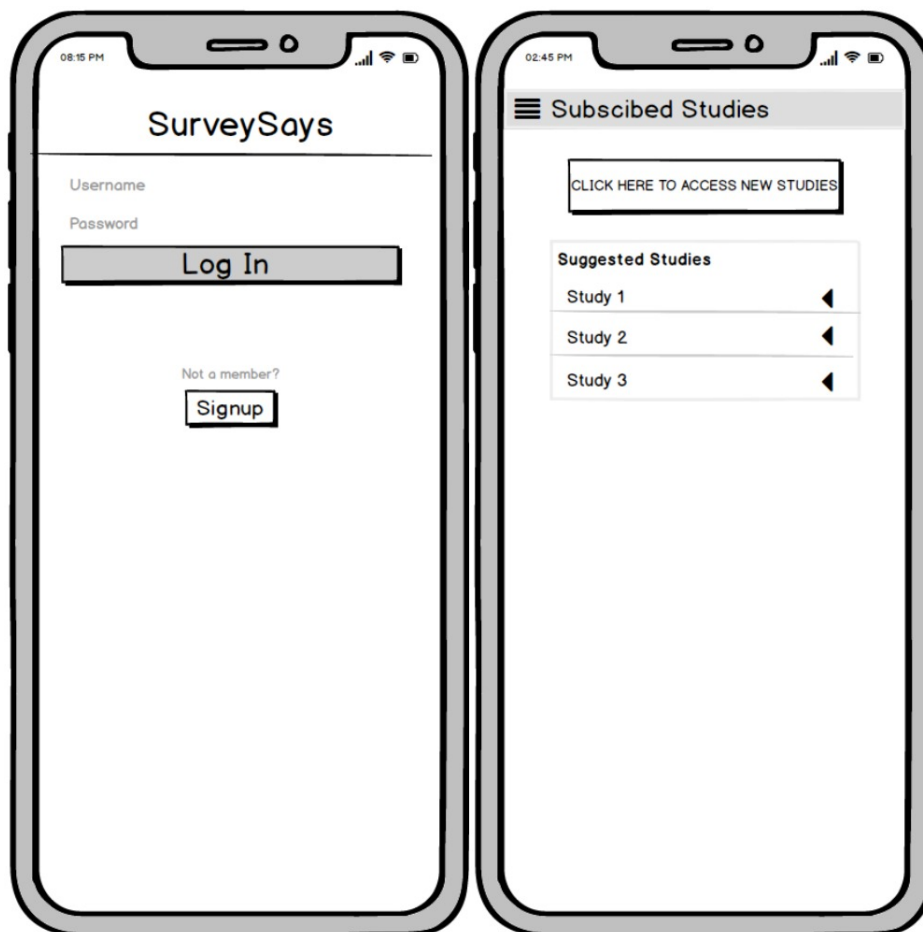 08:15 PM
SurveySays
Username
Password
Log In
Not a member?
Signup
02:45 PM
Subscibed Studies
CLICK HERE TO ACCESS NEW STUDIES
Suggested Studies
Study 1
Study 2
Study 3